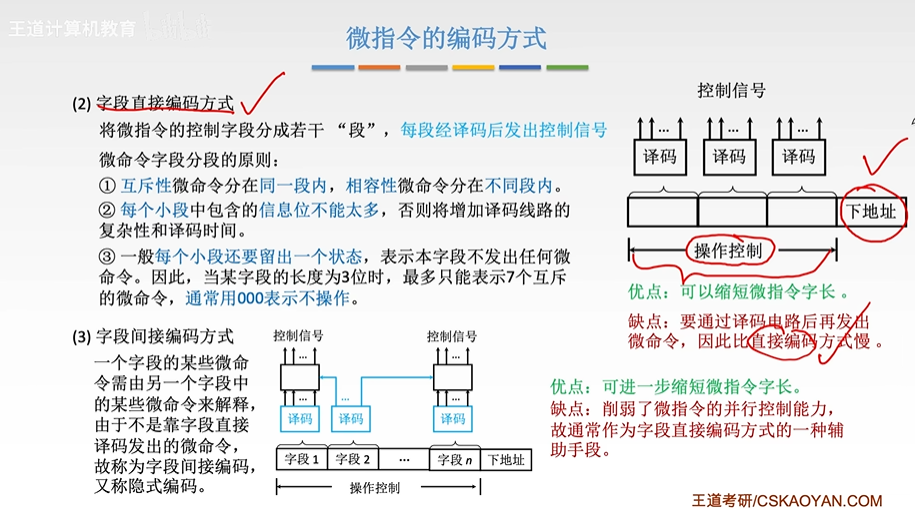 王道计算机教育
微指令的编码方式
(2) 字段直接编码方式
将微指令的控制字段分成若干 “段”，每段经译码后发出控制信号
微命令字段分段的原则：
① 互斥性微命令分在同一段内，相容性微命令分在不同段内。
② 每个小段中包含的信息位不能太多，否则将增加译码线路的
复杂性和译码时间。
③ 一般每个小段还要留出一个状态，表示本字段不发出任何微
命令。因此，当某字段的长度为3位时，最多只能表示7个互斥
的微命令，通常用000表示不操作。
控制信号
... ... ...
译码 译码 译码
下地址
操作控制
优点：可以缩短微指令字长 。
缺点：要通过译码电路后再发出
微命令，因此比直接编码方式慢 。
(3) 字段间接编码方式
一个字段的某些微命
令需由另一个字段中
的某些微命令来解释，
由于不是靠字段直接
译码发出的微命令，
故称为字段间接编码，
又称隐式编码。
控制信号 控制信号
... ...
... ... ...
译码 译码 译码
字段 1 字段 2 ... 字段 n 下地址
操作控制
优点：可进一步缩短微指令字长。
缺点：削弱了微指令的并行控制能力，
故通常作为字段直接编码方式的一种辅
助手段。
王道考研/CSKAOYAN.COM